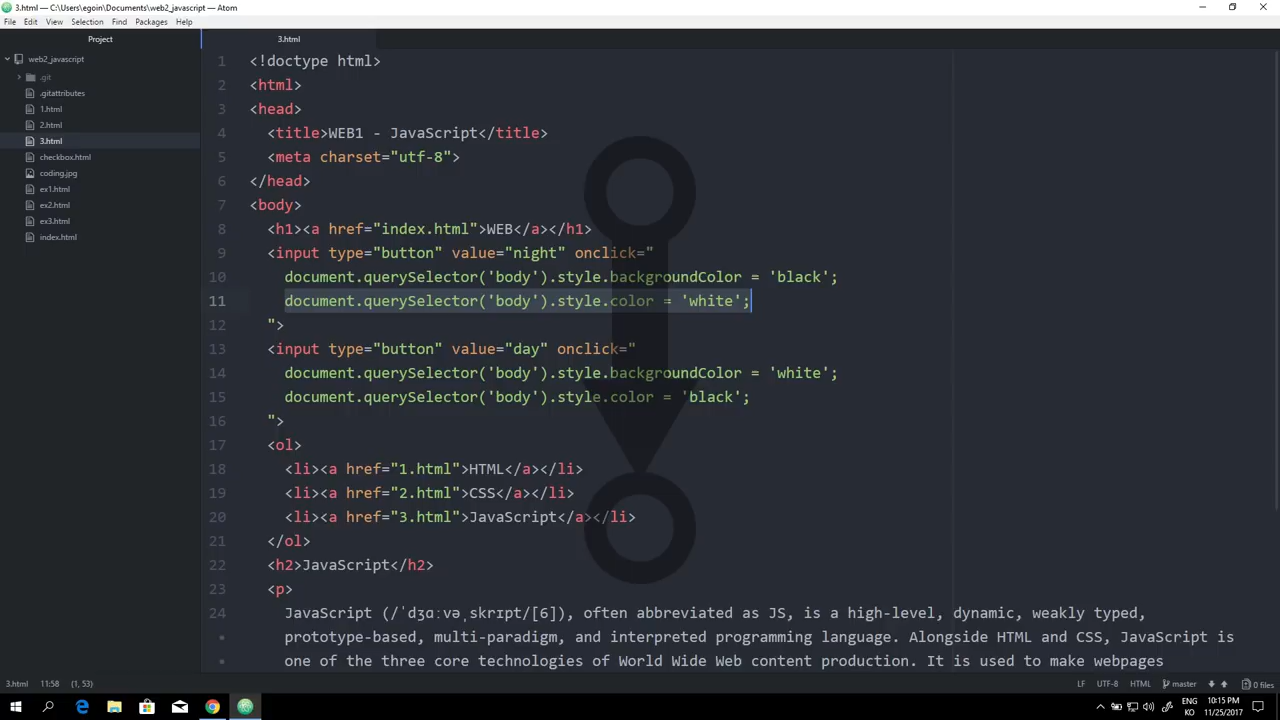 3.html — C:\Users\egoin\Documents\web2_javascript — Atom
File Edit View Selection Find Packages Help
Project
3.html
web2_javascript
.git
.gitattributes
1.html
2.html
3.html
checkbox.html
coding.jpg
ex1.html
ex2.html
ex3.html
index.html
1 <!doctype html>
2 <html>
3 <head>
4 <title>WEB1 - JavaScript</title>
5 <meta charset="utf-8">
6 </head>
7 <body>
8 <h1><a href="index.html">WEB</a></h1>
9 <input type="button" value="night" onclick="
10 document.querySelector('body').style.backgroundColor = 'black';
11 document.querySelector('body').style.color = 'white';
12 ">
13 <input type="button" value="day" onclick="
14 document.querySelector('body').style.backgroundColor = 'white';
15 document.querySelector('body').style.color = 'black';
16 ">
17 <ol>
18 <li><a href="1.html">HTML</a></li>
19 <li><a href="2.html">CSS</a></li>
20 <li><a href="3.html">JavaScript</a></li>
21 </ol>
22 <h2>JavaScript</h2>
23 <p>
24 JavaScript (/ˈdʒɑːvəˌskrɪpt/[6]), often abbreviated as JS, is a high-level, dynamic, weakly typed,
prototype-based, multi-paradigm, and interpreted programming language. Alongside HTML and CSS, JavaScript is
one of the three core technologies of World Wide Web content production. It is used to make webpages
3.html 11:58 (1, 53) LF UTF-8 HTML master 0 files
ENG 10:15 PM
KO 11/25/2017